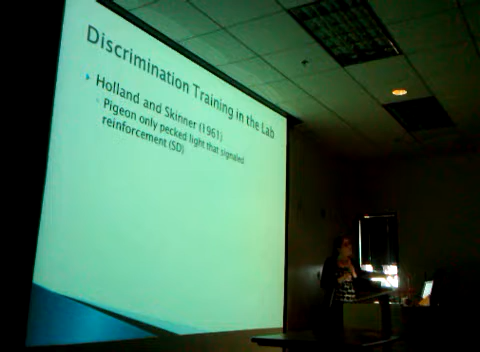 Discrimination Training in the Lab
Holland and Skinner (1961)
Pigeon only pecked light that signaled
reinforcement (SD)